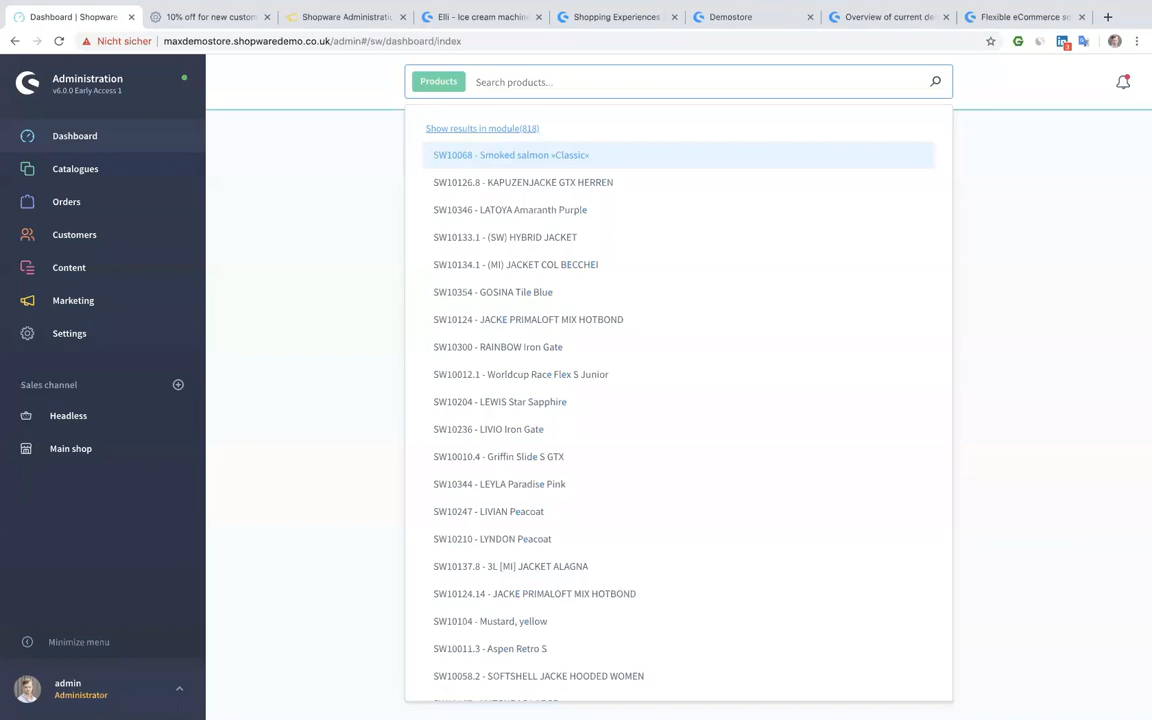 Dashboard | Shopware
10% off for new custom
Shopware Administratic
Elli - Ice cream machine
Shopping Experiences
Demostore
Overview of current de
Flexible eCommerce so
Nicht sicher
maxdemostore.shopwaredemo.co.uk/admin#/sw/dashboard/index
3
Administration
v6.0.0 Early Access 1
Products
Search products...
Dashboard
Catalogues
Orders
Customers
Content
Marketing
Settings
Sales channel
Headless
Main shop
Minimize menu
admin
Administrator
Show results in module(818)
SW10068 - Smoked salmon »Classic«
SW10126.8 - KAPUZENJACKE GTX HERREN
SW10346 - LATOYA Amaranth Purple
SW10133.1 - (SW) HYBRID JACKET
SW10134.1 - (MI) JACKET COL BECCHEI
SW10354 - GOSINA Tile Blue
SW10124 - JACKE PRIMALOFT MIX HOTBOND
SW10300 - RAINBOW Iron Gate
SW10012.1 - Worldcup Race Flex S Junior
SW10204 - LEWIS Star Sapphire
SW10236 - LIVIO Iron Gate
SW10010.4 - Griffin Slide S GTX
SW10344 - LEYLA Paradise Pink
SW10247 - LIVIAN Peacoat
SW10210 - LYNDON Peacoat
SW10137.8 - 3L [MI] JACKET ALAGNA
SW10124.14 - JACKE PRIMALOFT MIX HOTBOND
SW10104 - Mustard, yellow
SW10011.3 - Aspen Retro S
SW10058.2 - SOFTSHELL JACKE HOODED WOMEN